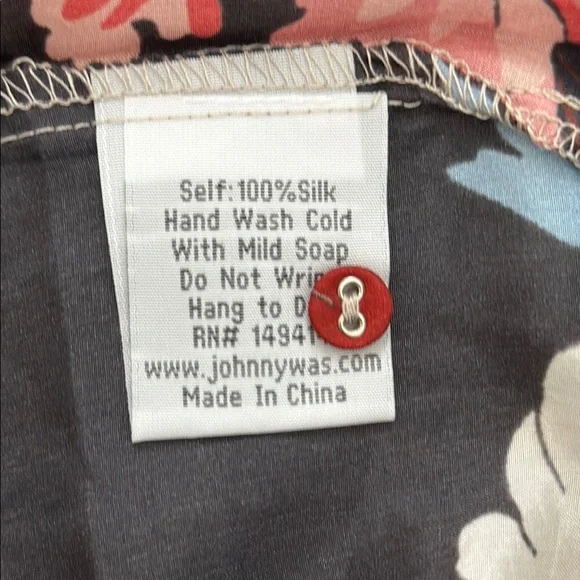 Self:100%Silk
Hand Wash Cold
With Mild Soap
Do Not
Hang to
RN#
www.johnnywas.com
Made In China